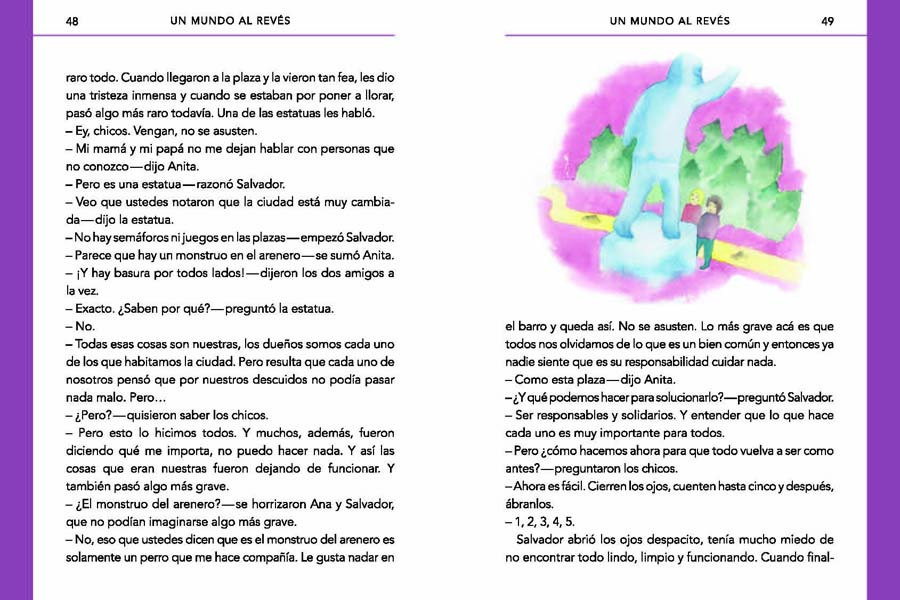 48
UN MUNDO AL REVÉS
raro todo. Cuando llegaron a la plaza y la vieron tan fea, les dio
una tristeza inmensa y cuando se estaban por poner a llorar,
pasó algo más raro todavía. Una de las estatuas les habló.
– Ey, chicos. Vengan, no se asusten.
– Mi mamá y mi papá no me dejan hablar con personas que
no conozco—dijo Anita.
– Pero es una estatua—razonó Salvador.
– Veo que ustedes notaron que la ciudad está muy cambia-
da—dijo la estatua.
– No hay semáforos ni juegos en las plazas—empezó Salvador.
– Parece que hay un monstruo en el arenero—se sumó Anita.
– ¡Y hay basura por todos lados!—dijeron los dos amigos a
la vez.
– Exacto. ¿Saben por qué?—preguntó la estatua.
– No.
– Todas esas cosas son nuestras, los dueños somos cada uno
de los que habitamos la ciudad. Pero resulta que cada uno de
nosotros pensó que por nuestros descuidos no podía pasar
nada malo. Pero…
– ¿Pero?—quisieron saber los chicos.
– Pero esto lo hicimos todos. Y muchos, además, fueron
diciendo qué me importa, no puedo hacer nada. Y así las
cosas que eran nuestras fueron dejando de funcionar. Y
también pasó algo más grave.
– ¿El monstruo del arenero?—se horrizaron Ana y Salvador,
que no podían imaginarse algo más grave.
– No, eso que ustedes dicen que es el monstruo del arenero es
solamente un perro que me hace compañía. Le gusta nadar en
UN MUNDO AL REVÉS
49
el barro y queda así. No se asusten. Lo más grave acá es que
todos nos olvidamos de lo que es un bien común y entonces ya
nadie siente que es su responsabilidad cuidar nada.
– Como esta plaza—dijo Anita.
– ¿Y qué podemos hacer para solucionarlo?—preguntó Salvador.
– Ser responsables y solidarios. Y entender que lo que hace
cada uno es muy importante para todos.
– Pero ¿cómo hacemos ahora para que todo vuelva a ser como
antes?—preguntaron los chicos.
– Ahora es fácil. Cierren los ojos, cuenten hasta cinco y después,
ábranlos.
– 1, 2, 3, 4, 5.
Salvador abrió los ojos despacito, tenía mucho miedo de
no encontrar todo lindo, limpio y funcionando. Cuando final-